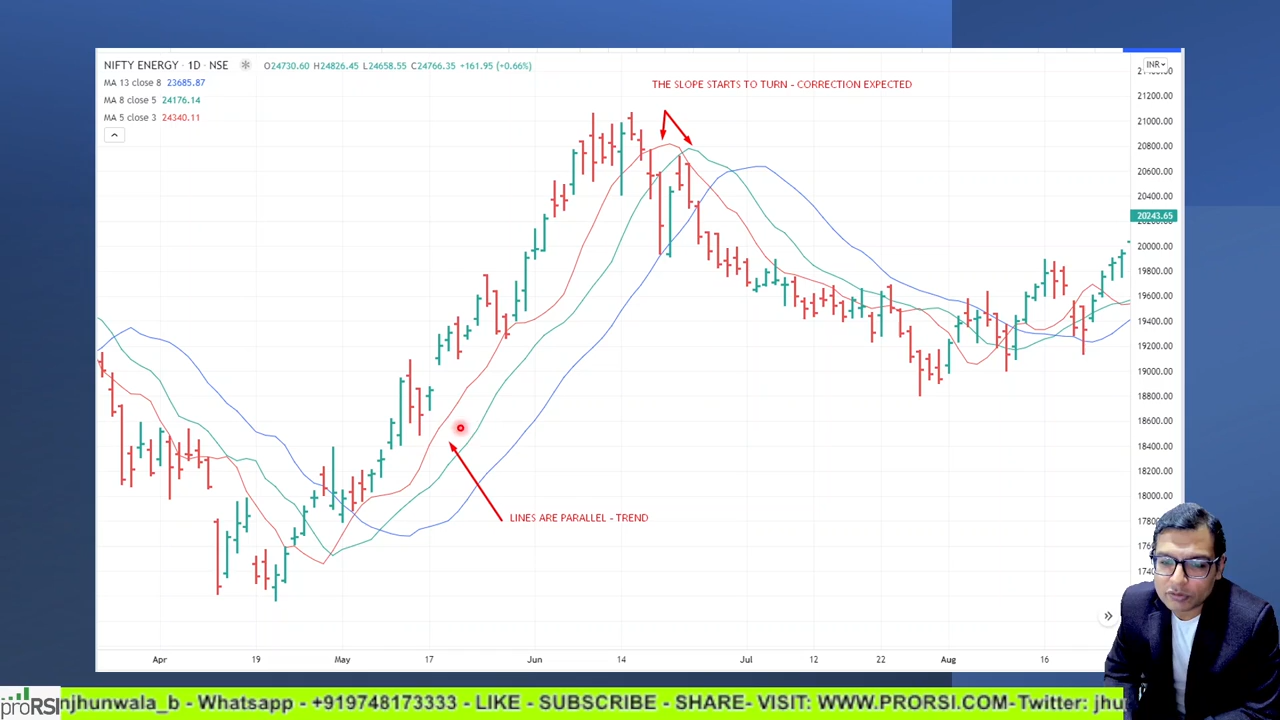 NIFTY ENERGY · 1D · NSE O24730.60 H24826.45 L24658.55 C24766.35 +161.95 (+0.66%)
MA 13 close 8 23685.87
MA 8 close 5 24176.14
MA 5 close 3 24340.11
THE SLOPE STARTS TO TURN - CORRECTION EXPECTED
INR
21200.00
21000.00
20800.00
20600.00
20400.00
20243.65
20000.00
19800.00
19600.00
19400.00
19200.00
19000.00
18800.00
18600.00
18400.00
18200.00
18000.00
LINES ARE PARALLEL - TREND
Apr 19 May 17 Jun 14 Jul 12 22 Aug 16
proRSI
njhunwala_b - Whatsapp - +919748173333 - LIKE - SUBSCRIBE - SHARE- VISIT: WWW.PRORSI.COM- Twitter: jhu